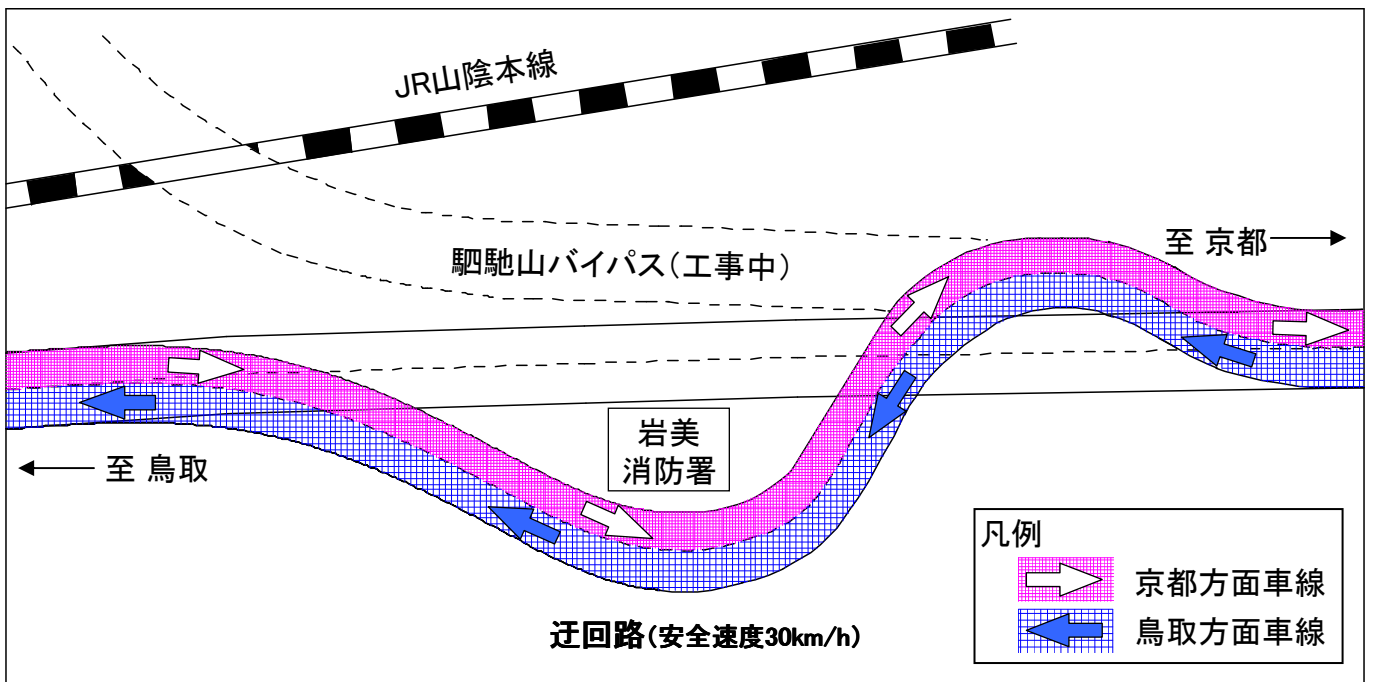 JR山陰本線
至 京都
駟馳山バイパス(工事中)
岩美
消防署
至 鳥取
凡例
京都方面車線
鳥取方面車線
迂回路(安全速度30km/h)